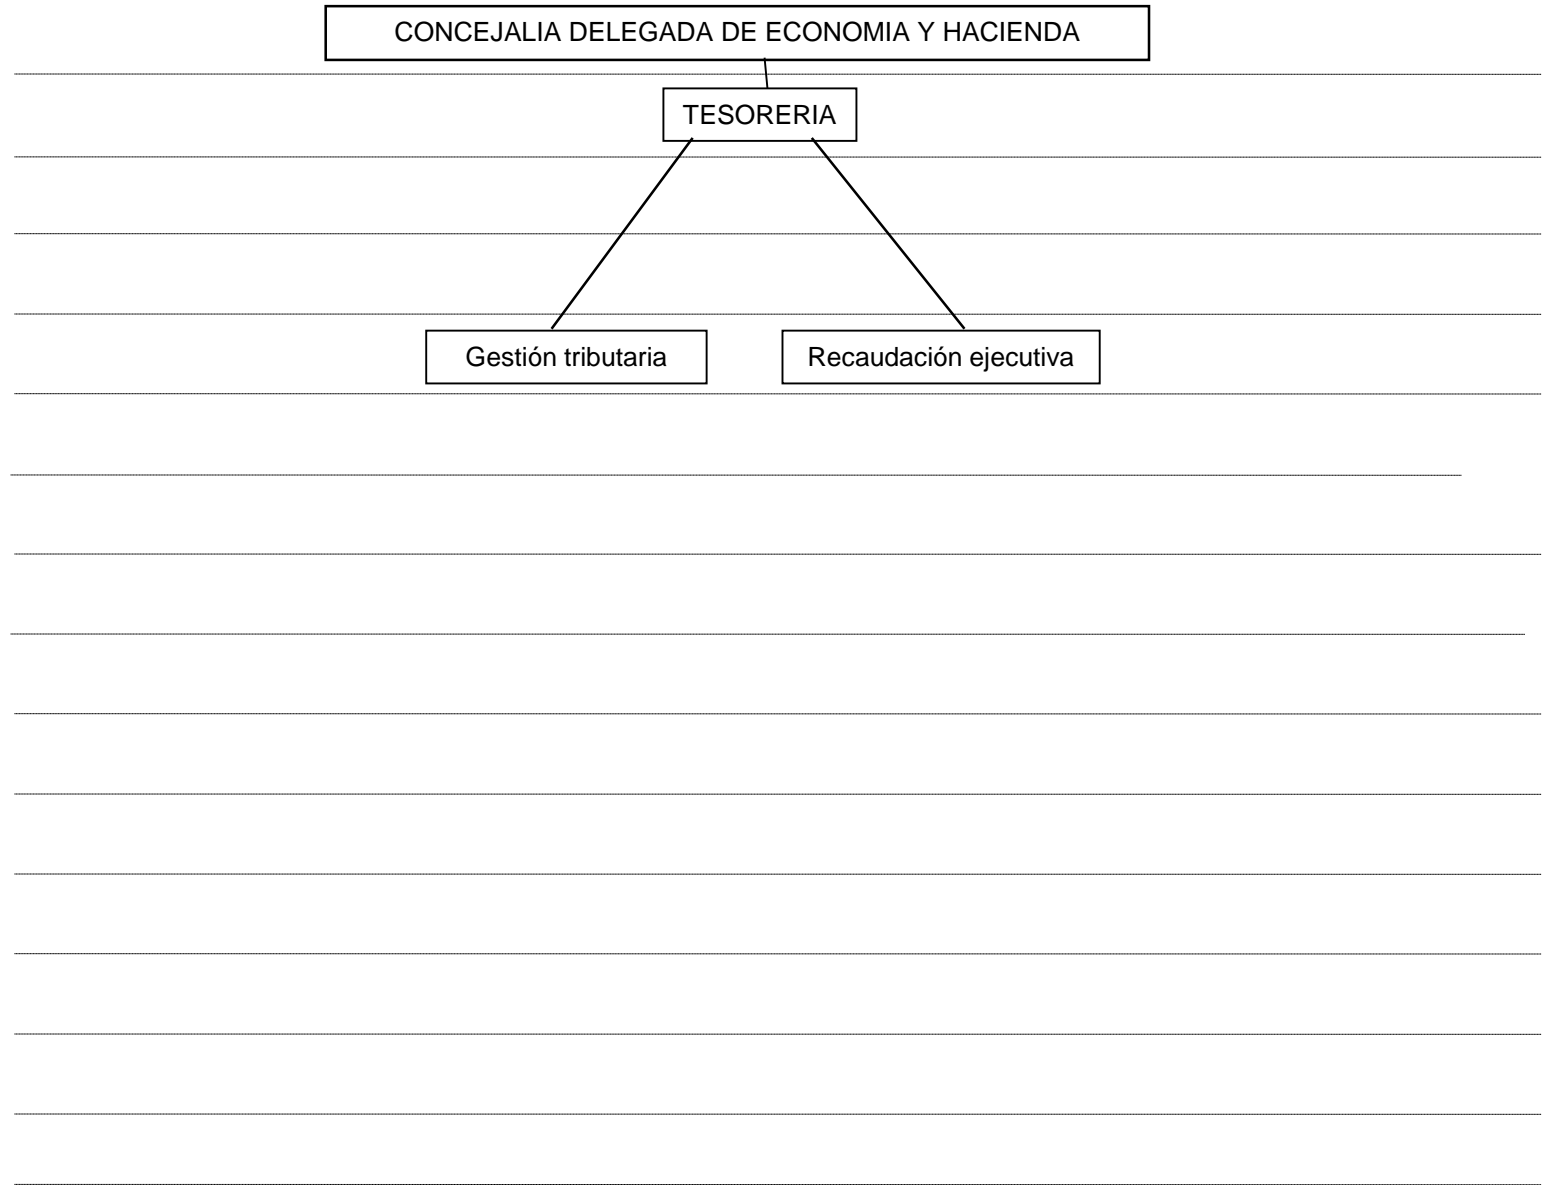 CONCEJALIA DELEGADA DE ECONOMIA Y HACIENDA
TESORERIA
Gestión tributaria
Recaudación ejecutiva